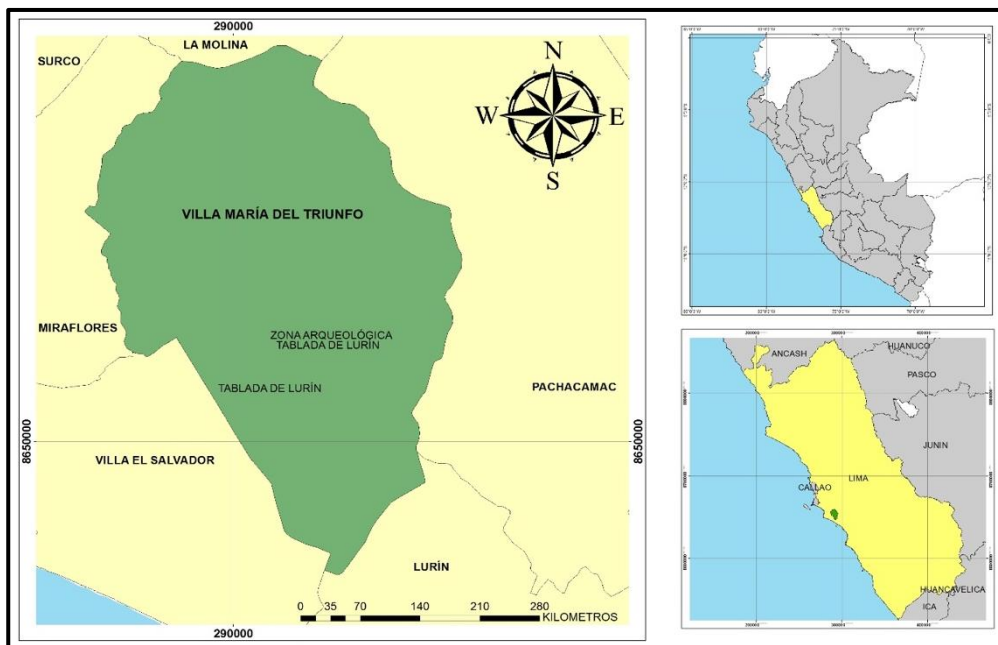 290000
LA MOLINA
SURCO
N
W
E
S
VILLA MARÍA DEL TRIUNFO
MIRAFLORES
ZONA ARQUEOLÓGICA
TABLADA DE LURÍN
TABLADA DE LURÍN
PACHACAMAC
8650000
8650000
VILLA EL SALVADOR
LURÍN
0 35 70 140 210 280
KILOMETROS
290000
ANCASH
HUANUCO
PASCO
JUNIN
LIMA
CALLAO
HUANCAVELICA
ICA